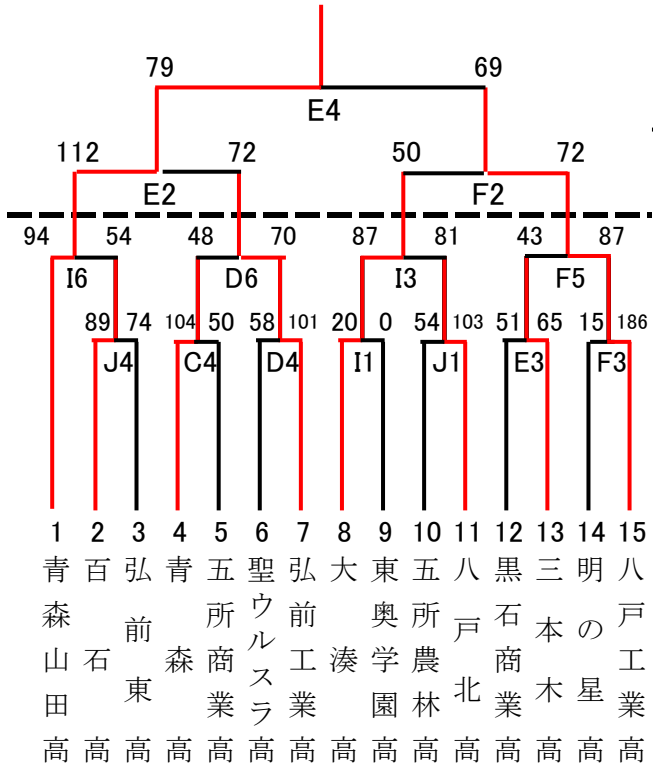 79 69
E4
112 72 50 72
E2 F2
94 54 48 70 87 81 43 87
I6 D6 I3 F5
89 74 104 50 58 101 20 0 54 103 51 65 15 186
J4 C4 D4 I1 J1 E3 F3
1 2 3 4 5 6 7 8 9 10 11 12 13 14 15
青森山田高
百石高
弘前東高
青森高
五所商業高
聖ウルスラ高
弘前工業高
大湊高
東奥学園高
五所農林高
八戸北高
黒石商業高
三本木高
明の星高
八戸工業高